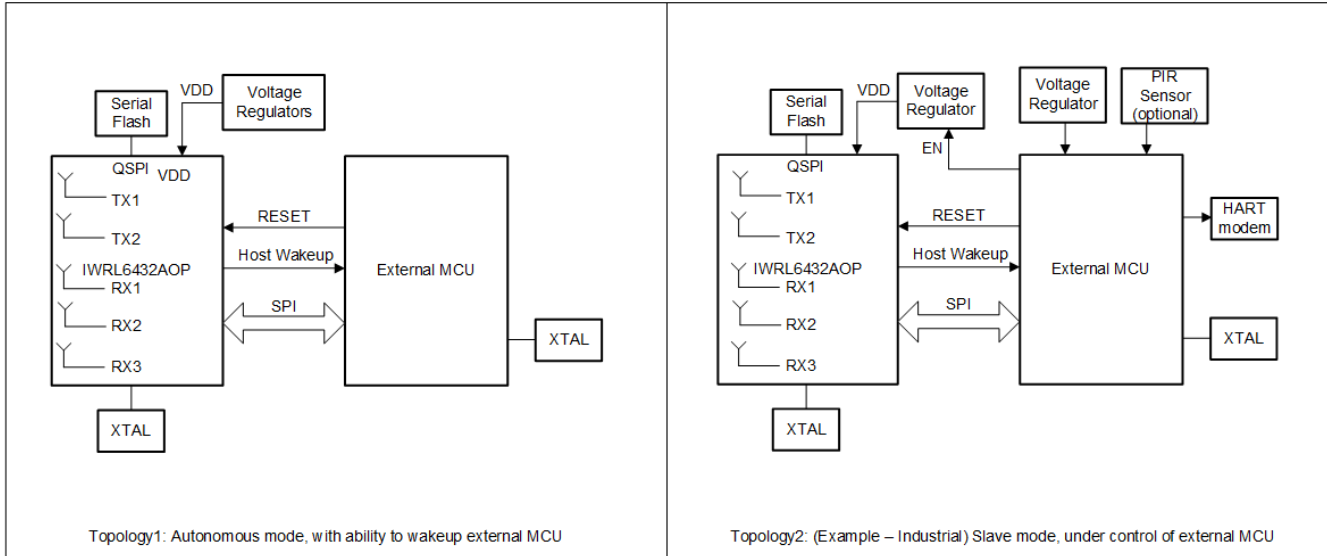 VDD
Voltage
Regulators
Serial
Flash
QSPI
VDD
TX1
TX2
IWRL6432AOP
RX1
RX2
RX3
XTAL
RESET
Host Wakeup
SPI
External MCU
XTAL
Topology1: Autonomous mode, with ability to wakeup external MCU
VDD
Voltage
Regulator
Serial
Flash
EN
Voltage
Regulator
PIR
Sensor
(optional)
QSPI
TX1
TX2
IWRL6432AOP
RX1
RX2
RX3
XTAL
RESET
Host Wakeup
SPI
External MCU
HART
modem
XTAL
Topology2: (Example – Industrial) Slave mode, under control of external MCU